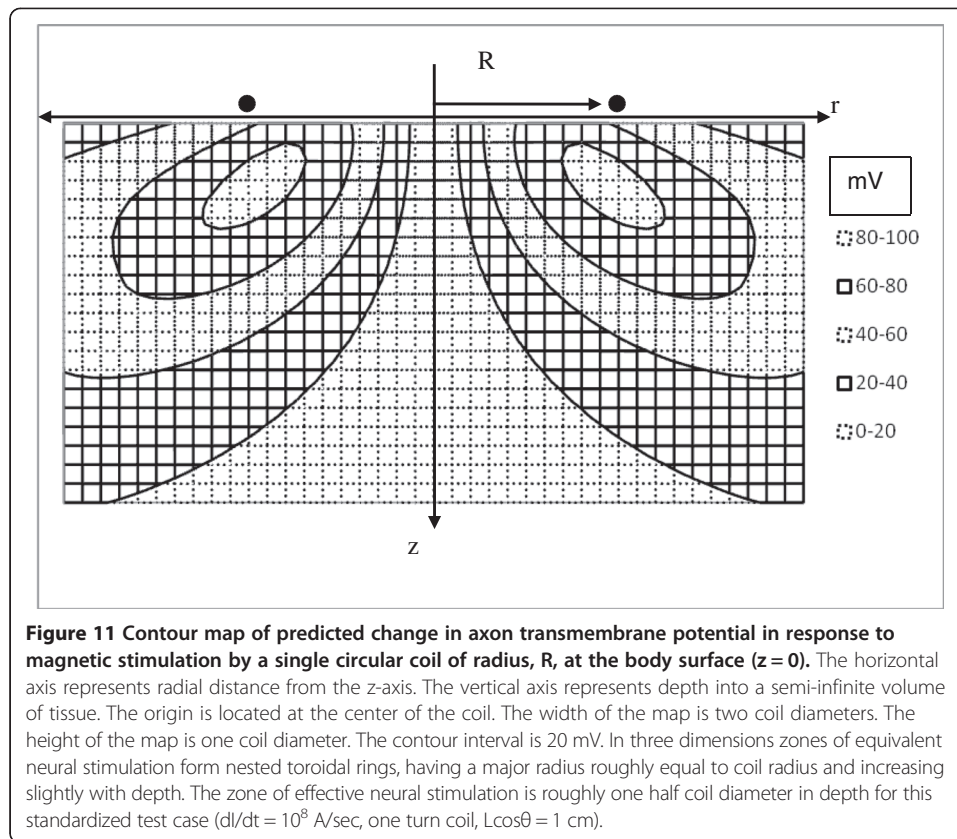 R
r
mV
80-100
60-80
40-60
20-40
0-20
z
Figure 11 Contour map of predicted change in axon transmembrane potential in response to
magnetic stimulation by a single circular coil of radius, R, at the body surface (z = 0). The horizontal
axis represents radial distance from the z-axis. The vertical axis represents depth into a semi-infinite volume
of tissue. The origin is located at the center of the coil. The width of the map is two coil diameters. The
height of the map is one coil diameter. The contour interval is 20 mV. In three dimensions zones of equivalent
neural stimulation form nested toroidal rings, having a major radius roughly equal to coil radius and increasing
slightly with depth. The zone of effective neural stimulation is roughly one half coil diameter in depth for this
standardized test case (dI/dt = 10⁸ A/sec, one turn coil, Lcosθ = 1 cm).